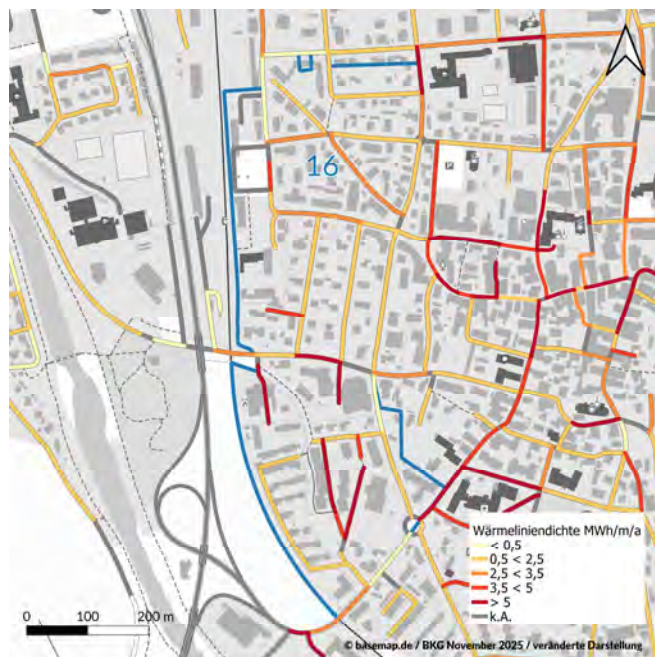 16
Wärmeliniendichte MWh/m/a
< 0,5
0,5 < 2,5
2,5 < 3,5
3,5 < 5
> 5
k.A.
0 100 200 m
© basemap.de / BKG November 2025 / veränderte Darstellung